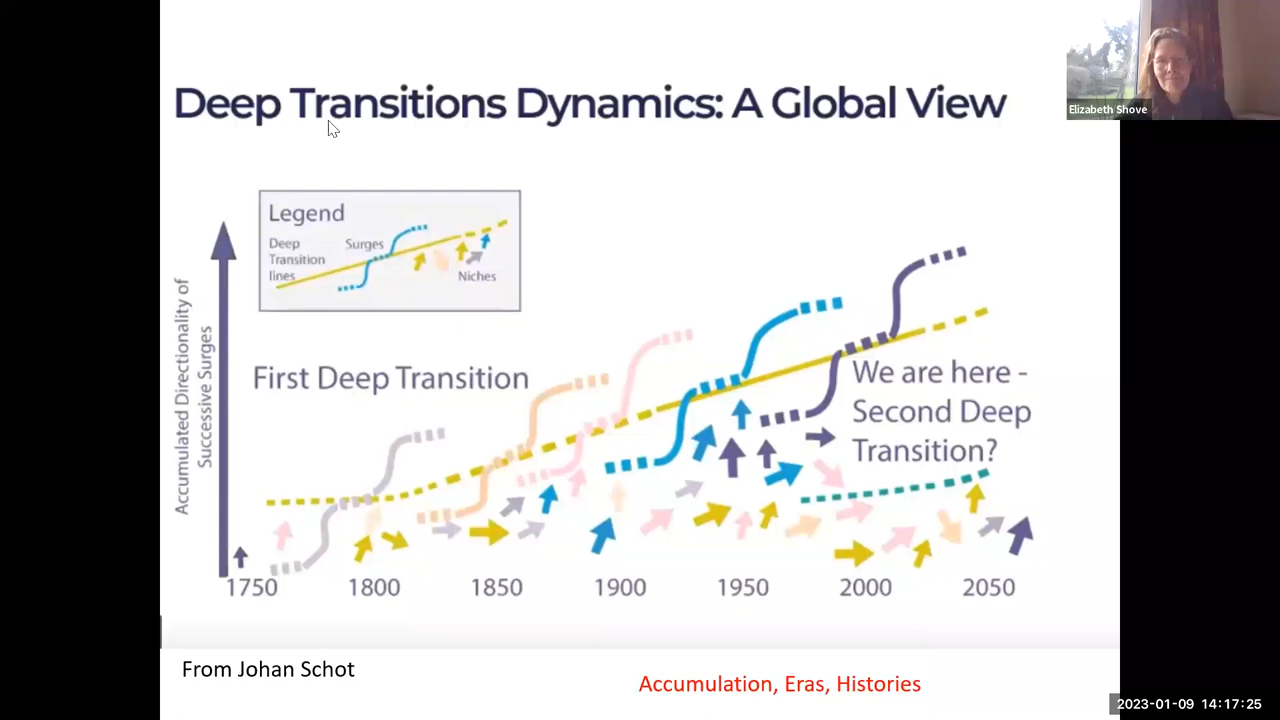 Deep Transitions Dynamics: A Global View
Elizabeth Shove
Legend
Deep
Transition
lines
Surges
Niches
Accumulated Directionality of
Successive Surges
First Deep Transition
We are here -
Second Deep
Transition?
1750
1800
1850
1900
1950
2000
2050
From Johan Schot
Accumulation, Eras, Histories
2023-01-09 14:17:25